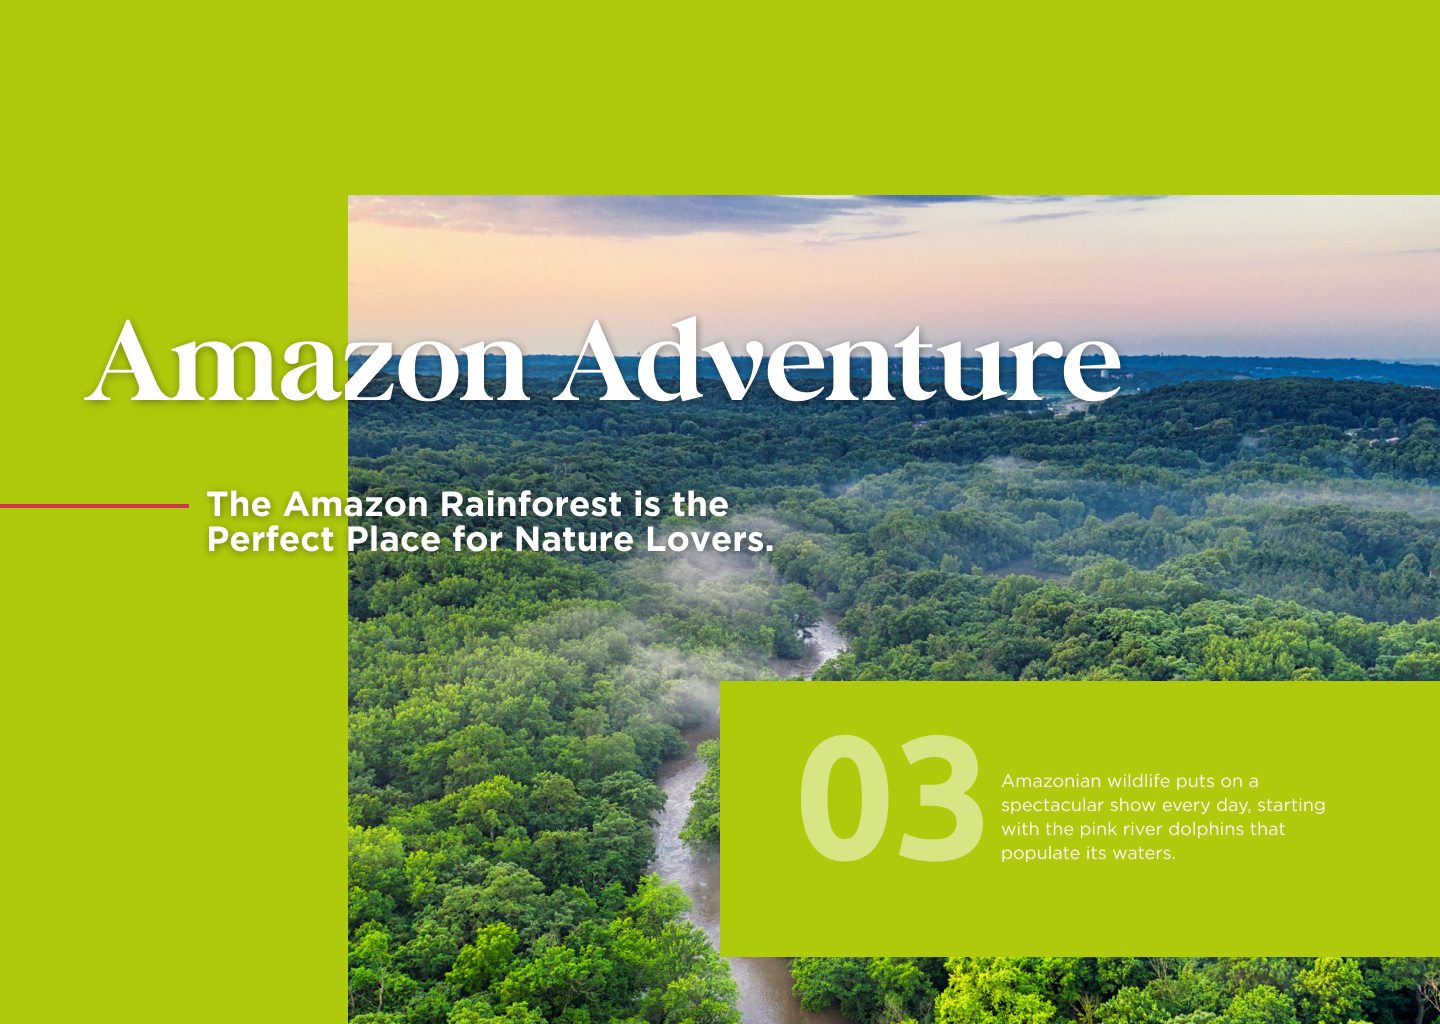 Amazon Adventure
The Amazon Rainforest is the
Perfect Place for Nature Lovers.
03
Amazonian wildlife puts on a
spectacular show every day, starting
with the pink river dolphins that
populate its waters.